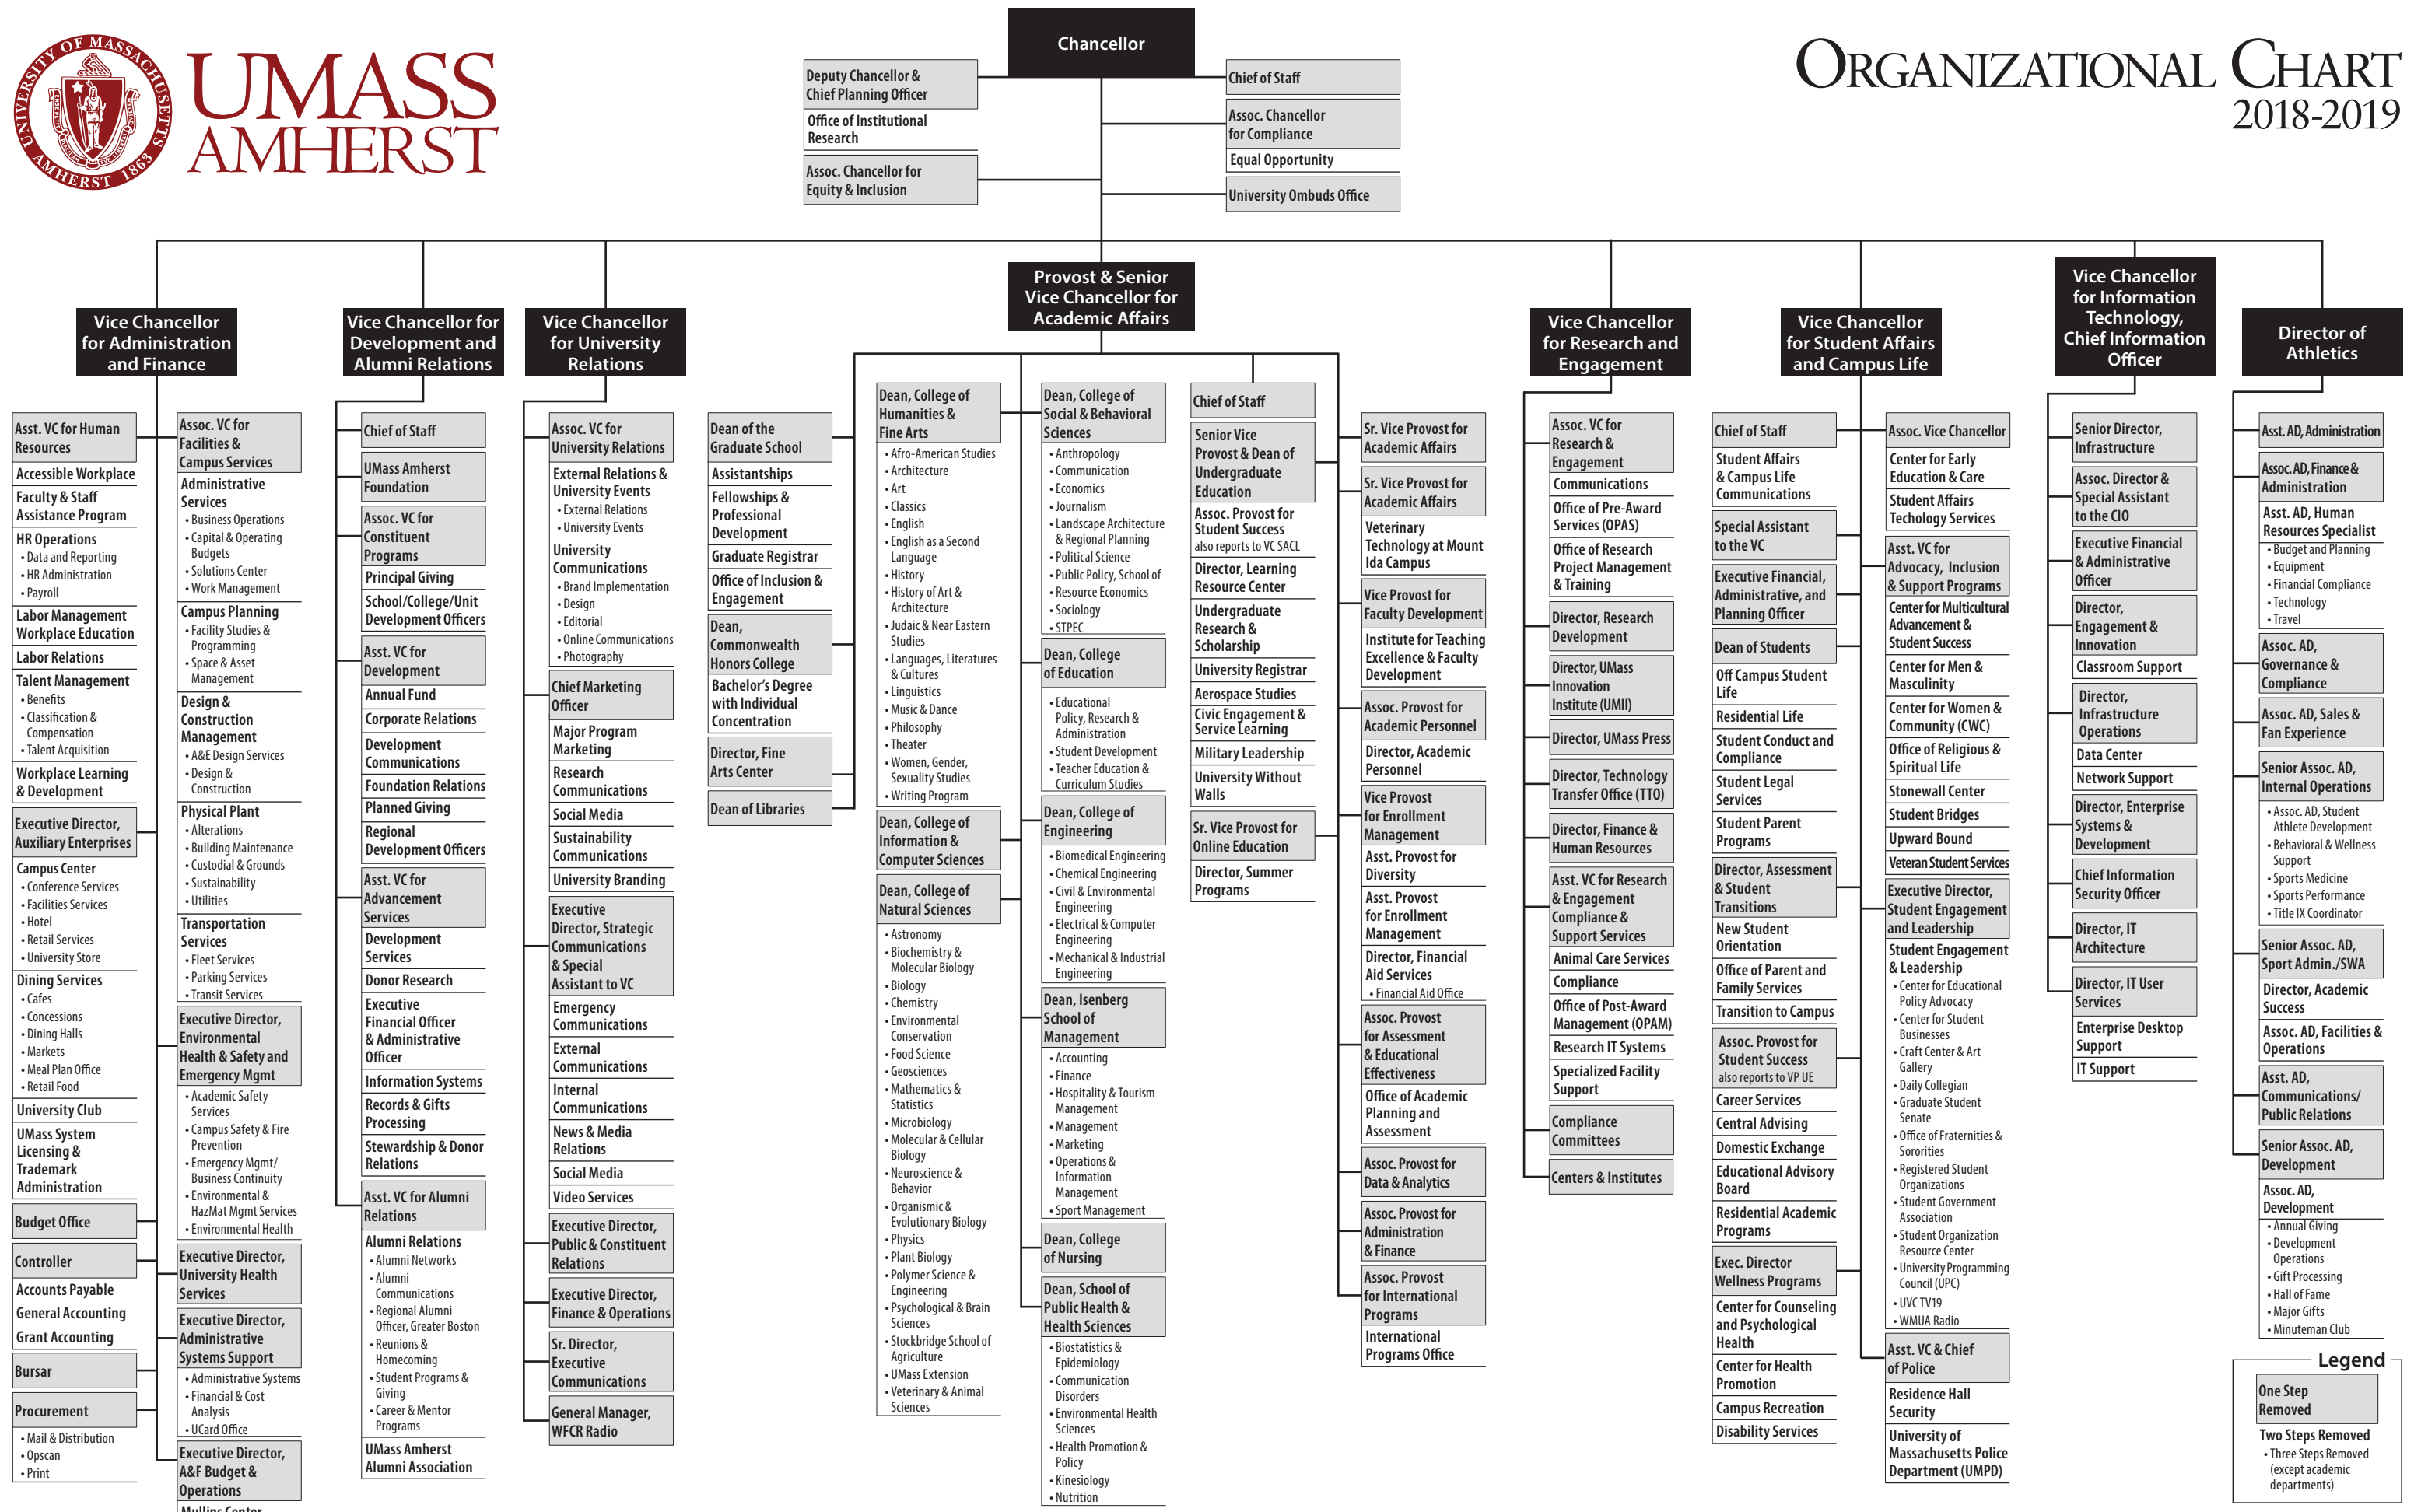 UNIVERSITY OF MASSACHUSETTS
AMHERST 1863
UMASS
AMHERST
ORGANIZATIONAL CHART
2018-2019
Chancellor
Deputy Chancellor &
Chief Planning Officer
Office of Institutional
Research
Assoc. Chancellor for
Equity & Inclusion
Chief of Staff
Assoc. Chancellor
for Compliance
Equal Opportunity
University Ombuds Office
Vice Chancellor
for Administration
and Finance
Asst. VC for Human
Resources
Accessible Workplace
Faculty & Staff
Assistance Program
HR Operations
• Data and Reporting
• HR Administration
• Payroll
Labor Management
Workplace Education
Labor Relations
Talent Management
• Benefits
• Classification &
Compensation
• Talent Acquisition
Workplace Learning
& Development
Executive Director,
Auxiliary Enterprises
Campus Center
• Conference Services
• Facilities Services
• Hotel
• Retail Services
• University Store
Dining Services
• Cafes
• Concessions
• Dining Halls
• Markets
• Meal Plan Office
• Retail Food
University Club
UMass System
Licensing &
Trademark
Administration
Budget Office
Controller
Accounts Payable
General Accounting
Grant Accounting
Bursar
Procurement
• Mail & Distribution
• Opscan
• Print
Assoc. VC for
Facilities &
Campus Services
Administrative
Services
• Business Operations
• Capital & Operating
Budgets
• Solutions Center
• Work Management
Campus Planning
• Facility Studies &
Programming
• Space & Asset
Management
Design &
Construction
Management
• A&E Design Services
• Design &
Construction
Physical Plant
• Alterations
• Building Maintenance
• Custodial & Grounds
• Sustainability
• Utilities
Transportation
Services
• Fleet Services
• Parking Services
• Transit Services
Executive Director,
Environmental
Health & Safety and
Emergency Mgmt
• Academic Safety
Services
• Campus Safety & Fire
Prevention
• Emergency Mgmt/
Business Continuity
• Environmental &
HazMat Mgmt Services
• Environmental Health
Executive Director,
University Health
Services
Executive Director,
Administrative
Systems Support
• Administrative Systems
• Financial & Cost
Analysis
• UCard Office
Executive Director,
A&F Budget &
Operations
Mullins Center
Vice Chancellor for
Development and
Alumni Relations
Chief of Staff
UMass Amherst
Foundation
Assoc. VC for
Constituent
Programs
Principal Giving
School/College/Unit
Development Officers
Asst. VC for
Development
Annual Fund
Corporate Relations
Development
Communications
Foundation Relations
Planned Giving
Regional
Development Officers
Asst. VC for
Advancement
Services
Development
Services
Donor Research
Executive
Financial Officer
& Administrative
Officer
Information Systems
Records & Gifts
Processing
Stewardship & Donor
Relations
Asst. VC for Alumni
Relations
Alumni Relations
• Alumni Networks
• Alumni
Communications
• Regional Alumni
Officer, Greater Boston
• Reunions &
Homecoming
• Student Programs &
Giving
• Career & Mentor
Programs
UMass Amherst
Alumni Association
Vice Chancellor
for University
Relations
Assoc. VC for
University Relations
External Relations &
University Events
• External Relations
• University Events
University
Communications
• Brand Implementation
• Design
• Editorial
• Online Communications
• Photography
Chief Marketing
Officer
Major Program
Marketing
Research
Communications
Social Media
Sustainability
Communications
University Branding
Executive
Director, Strategic
Communications
& Special
Assistant to VC
Emergency
Communications
External
Communications
Internal
Communications
News & Media
Relations
Social Media
Video Services
Executive Director,
Public & Constituent
Relations
Executive Director,
Finance & Operations
Sr. Director,
Executive
Communications
General Manager,
WFCR Radio
Provost & Senior
Vice Chancellor for
Academic Affairs
Dean of the
Graduate School
Assistantships
Fellowships &
Professional
Development
Graduate Registrar
Office of Inclusion &
Engagement
Dean,
Commonwealth
Honors College
Bachelor's Degree
with Individual
Concentration
Director, Fine
Arts Center
Dean of Libraries
Dean, College of
Humanities &
Fine Arts
• Afro-American Studies
• Architecture
• Art
• Classics
• English
• English as a Second
Language
• History
• History of Art &
Architecture
• Judaic & Near Eastern
Studies
• Languages, Literatures
& Cultures
• Linguistics
• Music & Dance
• Philosophy
• Theater
• Women, Gender,
Sexuality Studies
• Writing Program
Dean, College of
Information &
Computer Sciences
Dean, College of
Natural Sciences
• Astronomy
• Biochemistry &
Molecular Biology
• Biology
• Chemistry
• Environmental
Conservation
• Food Science
• Geosciences
• Mathematics &
Statistics
• Microbiology
• Molecular & Cellular
Biology
• Neuroscience &
Behavior
• Organismic &
Evolutionary Biology
• Physics
• Plant Biology
• Polymer Science &
Engineering
• Psychological & Brain
Sciences
• Stockbridge School of
Agriculture
• UMass Extension
• Veterinary & Animal
Sciences
Dean, College of
Social & Behavioral
Sciences
• Anthropology
• Communication
• Economics
• Journalism
• Landscape Architecture
& Regional Planning
• Political Science
• Public Policy, School of
• Resource Economics
• Sociology
• STPEC
Dean, College
of Education
• Educational
Policy, Research &
Administration
• Student Development
• Teacher Education &
Curriculum Studies
Dean, College of
Engineering
• Biomedical Engineering
• Chemical Engineering
• Civil & Environmental
Engineering
• Electrical & Computer
Engineering
• Mechanical & Industrial
Engineering
Dean, Isenberg
School of
Management
• Accounting
• Finance
• Hospitality & Tourism
Management
• Management
• Marketing
• Operations &
Information
Management
• Sport Management
Dean, College
of Nursing
Dean, School of
Public Health &
Health Sciences
• Biostatistics &
Epidemiology
• Communication
Disorders
• Environmental Health
Sciences
• Health Promotion &
Policy
• Kinesiology
• Nutrition
Chief of Staff
Senior Vice
Provost & Dean of
Undergraduate
Education
Assoc. Provost for
Student Success
also reports to VC SACL
Director, Learning
Resource Center
Undergraduate
Research &
Scholarship
University Registrar
Aerospace Studies
Civic Engagement &
Service Learning
Military Leadership
University Without
Walls
Sr. Vice Provost for
Online Education
Director, Summer
Programs
Sr. Vice Provost for
Academic Affairs
Sr. Vice Provost for
Academic Affairs
Veterinary
Technology at Mount
Ida Campus
Vice Provost for
Faculty Development
Institute for Teaching
Excellence & Faculty
Development
Assoc. Provost for
Academic Personnel
Director, Academic
Personnel
Vice Provost
for Enrollment
Management
Asst. Provost for
Diversity
Asst. Provost
for Enrollment
Management
Director, Financial
Aid Services
• Financial Aid Office
Assoc. Provost
for Assessment
& Educational
Effectiveness
Office of Academic
Planning and
Assessment
Assoc. Provost for
Data & Analytics
Assoc. Provost for
Administration
& Finance
Assoc. Provost
for International
Programs
International
Programs Office
Vice Chancellor
for Research and
Engagement
Assoc. VC for
Research &
Engagement
Communications
Office of Pre-Award
Services (OPAS)
Office of Research
Project Management
& Training
Director, Research
Development
Director, UMass
Innovation
Institute (UMII)
Director, UMass Press
Director, Technology
Transfer Office (TTO)
Director, Finance &
Human Resources
Asst. VC for Research
& Engagement
Compliance &
Support Services
Animal Care Services
Compliance
Office of Post-Award
Management (OPAM)
Research IT Systems
Specialized Facility
Support
Compliance
Committees
Centers & Institutes
Vice Chancellor
for Student Affairs
and Campus Life
Chief of Staff
Student Affairs
& Campus Life
Communications
Special Assistant
to the VC
Executive Financial,
Administrative, and
Planning Officer
Dean of Students
Off Campus Student
Life
Residential Life
Student Conduct and
Compliance
Student Legal
Services
Student Parent
Programs
Director, Assessment
& Student
Transitions
New Student
Orientation
Office of Parent and
Family Services
Transition to Campus
Assoc. Provost for
Student Success
also reports to VP UE
Career Services
Central Advising
Domestic Exchange
Educational Advisory
Board
Residential Academic
Programs
Exec. Director
Wellness Programs
Center for Counseling
and Psychological
Health
Center for Health
Promotion
Campus Recreation
Disability Services
Assoc. Vice Chancellor
Center for Early
Education & Care
Student Affairs
Techology Services
Asst. VC for
Advocacy, Inclusion
& Support Programs
Center for Multicultural
Advancement &
Student Success
Center for Men &
Masculinity
Center for Women &
Community (CWC)
Office of Religious &
Spiritual Life
Stonewall Center
Student Bridges
Upward Bound
Veteran Student Services
Executive Director,
Student Engagement
and Leadership
Student Engagement
& Leadership
• Center for Educational
Policy Advocacy
• Center for Student
Businesses
• Craft Center & Art
Gallery
• Daily Collegian
• Graduate Student
Senate
• Office of Fraternities &
Sororities
• Registered Student
Organizations
• Student Government
Association
• Student Organization
Resource Center
• University Programming
Council (UPC)
• UVC TV19
• WMUA Radio
Asst. VC & Chief
of Police
Residence Hall
Security
University of
Massachusetts Police
Department (UMPD)
Vice Chancellor
for Information
Technology,
Chief Information
Officer
Senior Director,
Infrastructure
Assoc. Director &
Special Assistant
to the CIO
Executive Financial
& Administrative
Officer
Director,
Engagement &
Innovation
Classroom Support
Director,
Infrastructure
Operations
Data Center
Network Support
Director, Enterprise
Systems &
Development
Chief Information
Security Officer
Director, IT
Architecture
Director, IT User
Services
Enterprise Desktop
Support
IT Support
Director of
Athletics
Asst. AD, Administration
Assoc. AD, Finance &
Administration
Asst. AD, Human
Resources Specialist
• Budget and Planning
• Equipment
• Financial Compliance
• Technology
• Travel
Assoc. AD,
Governance &
Compliance
Assoc. AD, Sales &
Fan Experience
Senior Assoc. AD,
Internal Operations
• Assoc. AD, Student
Athlete Development
• Behavioral & Wellness
Support
• Sports Medicine
• Sports Performance
• Title IX Coordinator
Senior Assoc. AD,
Sport Admin./SWA
Director, Academic
Success
Assoc. AD, Facilities &
Operations
Asst. AD,
Communications/
Public Relations
Senior Assoc. AD,
Development
Assoc. AD,
Development
• Annual Giving
• Development
Operations
• Gift Processing
• Hall of Fame
• Major Gifts
• Minuteman Club
Legend
One Step
Removed
Two Steps Removed
• Three Steps Removed
(except academic
departments)